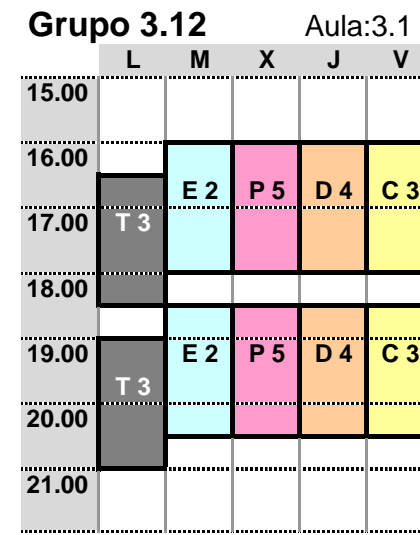 Grupo 3.12 Aula:3.1
L M X J V
15.00
16.00
E 2 P 5 D 4 C 3
17.00 T 3
18.00
19.00 E 2 P 5 D 4 C 3
T 3
20.00
21.00